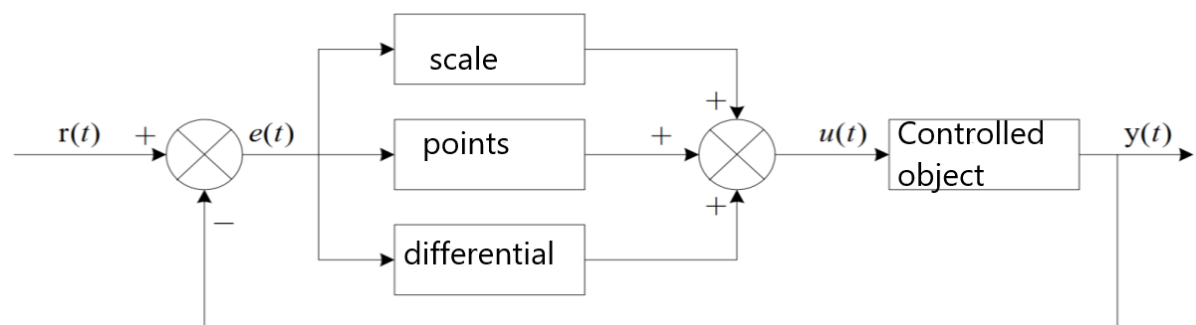 scale
+
r(t) + e(t) points + u(t) Controlled object y(t)
+
−
differential